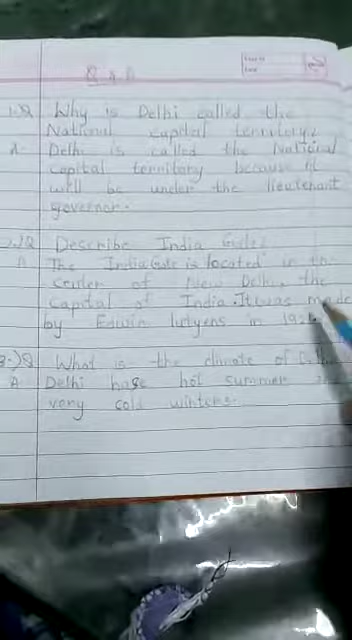 Q & A
1.Q Why is Delhi called the
National capital territory?
A. Delhi is called the National
capital territory because it
will be under the lieutenant
governor.
Q Describe India Gate.
A The India Gate is located in the
center of New Delhi, the
Capital of India. It was made
by Edwin lutyens in
3.) Q What is the climate of
A Delhi hase hot summer
very cold winters.